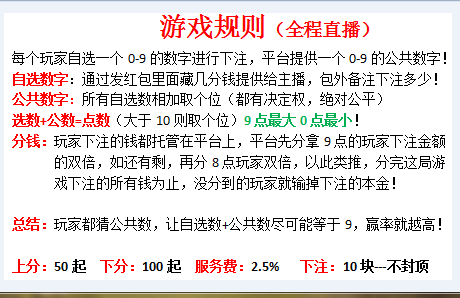 游戏规则（全程直播）
每个玩家自选一个 0-9 的数字进行下注，平台提供一个 0-9 的公共数字！
自选数字：通过发红包里面藏几分钱提供给主播，包外备注下注多少！
公共数字：所有自选数相加取个位（都有决定权，绝对公平）
选数+公数=点数（大于 10 则取个位）9 点最大 0 点最小！
分钱：玩家下注的钱都托管在平台上，平台先分拿 9 点的玩家下注金额
的双倍，如还有剩，再分 8 点玩家双倍，以此类推，分完这局游
戏下注的所有钱为止，没分到的玩家就输掉下注的本金！
总结：玩家都猜公共数，让自选数+公共数尽可能等于 9，赢率就越高！
上分：50 起 下分：100 起 服务费：2.5% 下注：10 块---不封顶